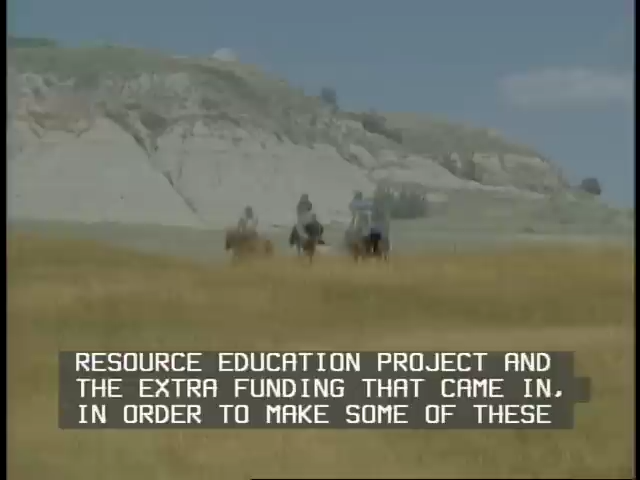 RESOURCE EDUCATION PROJECT AND
THE EXTRA FUNDING THAT CAME IN,
IN ORDER TO MAKE SOME OF THESE